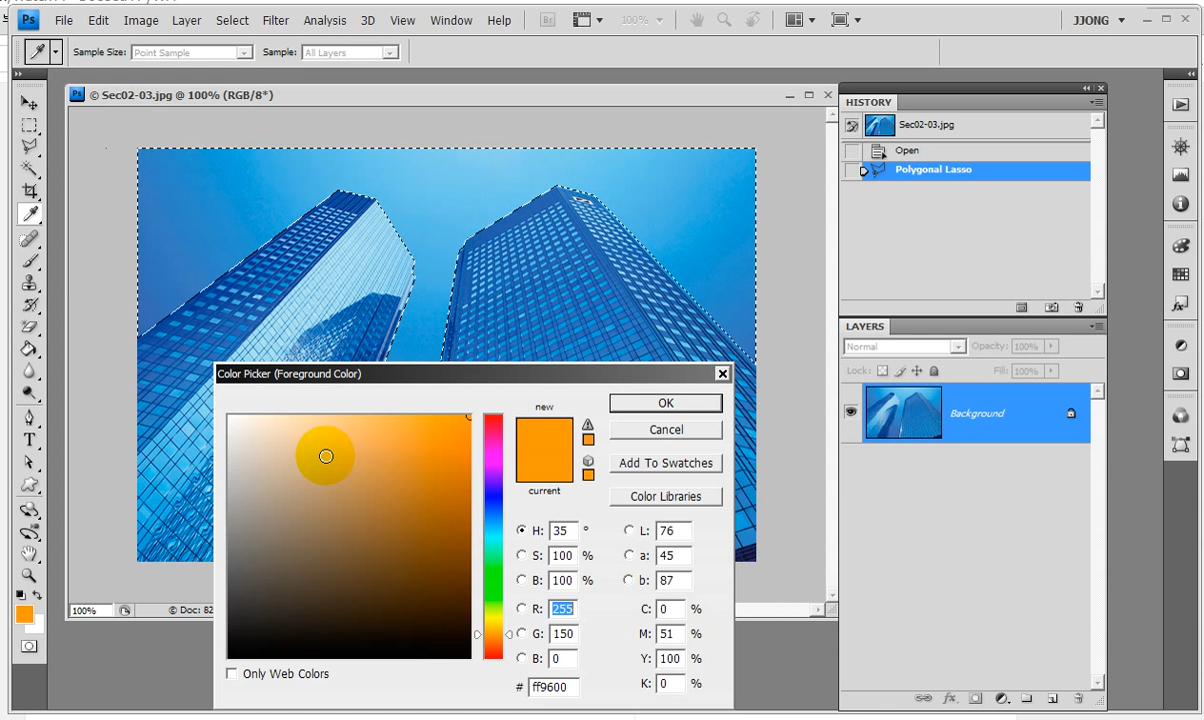 Ps File Edit Image Layer Select Filter Analysis 3D View Window Help Br 100% JJONG
Sample Size: Point Sample Sample: All Layers
Ps © Sec02-03.jpg @ 100% (RGB/8*)
HISTORY
Sec02-03.jpg
Open
Polygonal Lasso
LAYERS
Normal Opacity: 100%
Lock: Fill: 100%
Background
Color Picker (Foreground Color)
new
current
OK
Cancel
Add To Swatches
Color Libraries
H: 35 ° L: 76
S: 100 % a: 45
B: 100 % b: 87
R: 255 C: 0 %
G: 150 M: 51 %
B: 0 Y: 100 %
# ff9600 K: 0 %
Only Web Colors
100% © Doc: 82
T